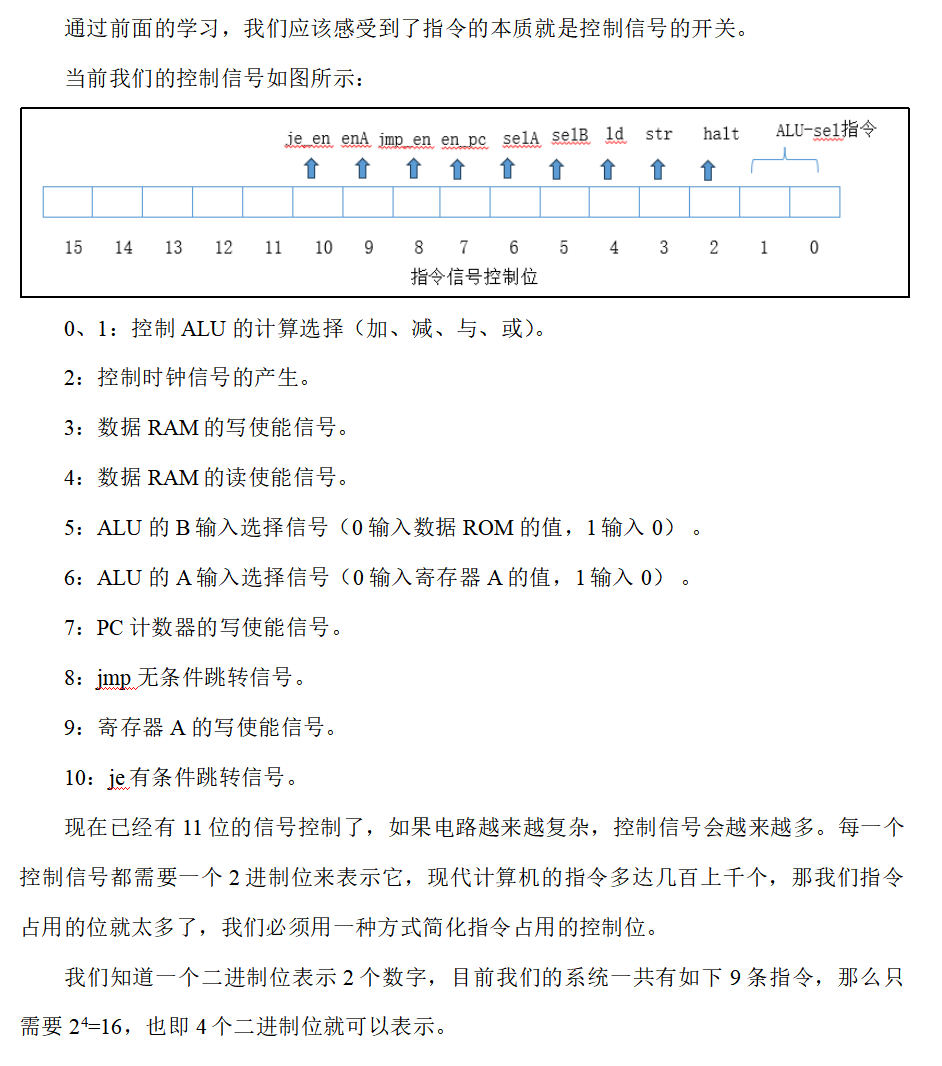 通过前面的学习，我们应该感受到了指令的本质就是控制信号的开关。
当前我们的控制信号如图所示：
je_en enA jmp_en en_pc selA selB ld str halt ALU-sel指令
15 14 13 12 11 10 9 8 7 6 5 4 3 2 1 0
指令信号控制位
0、1：控制 ALU 的计算选择（加、减、与、或）。
2：控制时钟信号的产生。
3：数据 RAM 的写使能信号。
4：数据 RAM 的读使能信号。
5：ALU 的 B 输入选择信号（0 输入数据 ROM 的值，1 输入 0） 。
6：ALU 的 A 输入选择信号（0 输入寄存器 A 的值，1 输入 0） 。
7：PC 计数器的写使能信号。
8：jmp 无条件跳转信号。
9：寄存器 A 的写使能信号。
10：je 有条件跳转信号。
现在已经有 11 位的信号控制了，如果电路越来越复杂，控制信号会越来越多。每一个
控制信号都需要一个 2 进制位来表示它，现代计算机的指令多达几百上千个，那我们指令
占用的位就太多了，我们必须用一种方式简化指令占用的控制位。
我们知道一个二进制位表示 2 个数字，目前我们的系统一共有如下 9 条指令，那么只
需要 2⁴=16，也即 4 个二进制位就可以表示。